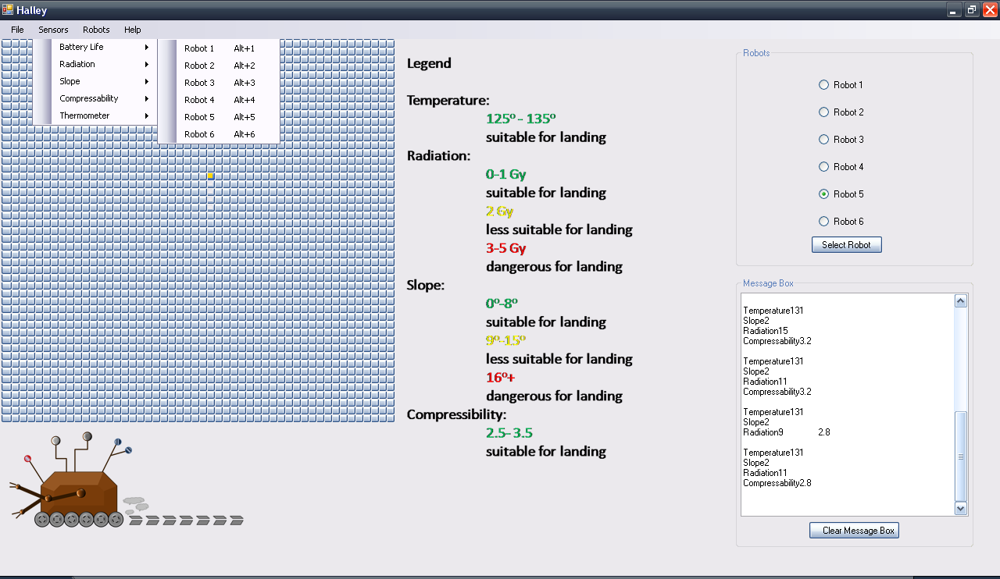 Halley
File Sensors Robots Help
Battery Life
Radiation
Slope
Compressability
Thermometer
Robot 1 Alt+1
Robot 2 Alt+2
Robot 3 Alt+3
Robot 4 Alt+4
Robot 5 Alt+5
Robot 6 Alt+6
Legend
Temperature:
125º - 135º
suitable for landing
Radiation:
0-1 Gy
suitable for landing
2 Gy
less suitable for landing
3-5 Gy
dangerous for landing
Slope:
0º-8º
suitable for landing
9º-15º
less suitable for landing
16º+
dangerous for landing
Compressibility:
2.5- 3.5
suitable for landing
Robots
Robot 1
Robot 2
Robot 3
Robot 4
Robot 5
Robot 6
Select Robot
Message Box
Temperature131
Slope2
Radiation15
Compressability3.2
Temperature131
Slope2
Radiation11
Compressability3.2
Temperature131
Slope2
Radiation9 2.8
Temperature131
Slope2
Radiation11
Compressability2.8
Clear Message Box